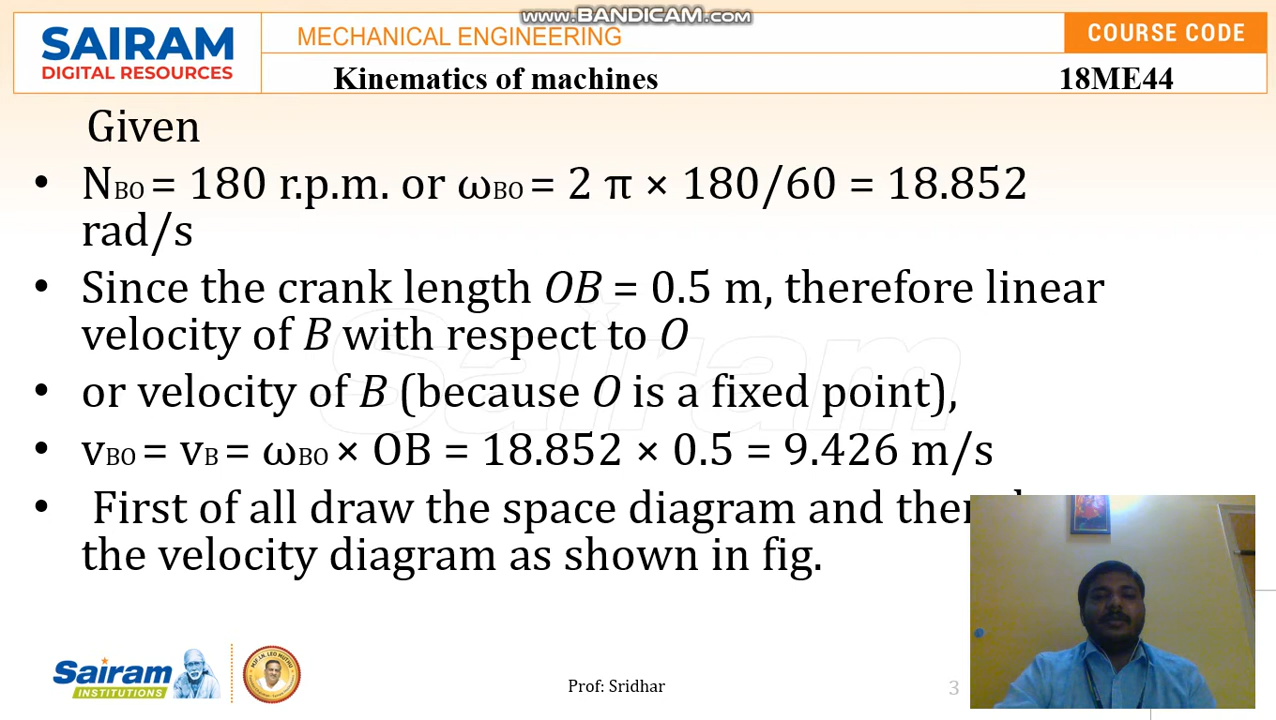 www.BANDICAM.com
SAIRAM
DIGITAL RESOURCES
MECHANICAL ENGINEERING
COURSE CODE
Kinematics of machines
18ME44
Given
• NBO = 180 r.p.m. or ωBO = 2 π × 180/60 = 18.852
rad/s
• Since the crank length OB = 0.5 m, therefore linear
velocity of B with respect to O
• or velocity of B (because O is a fixed point),
• vBO = vB = ωBO × OB = 18.852 × 0.5 = 9.426 m/s
• First of all draw the space diagram and then
the velocity diagram as shown in fig.
Sairam
Sairam
INSTITUTIONS
Prof: Sridhar
3